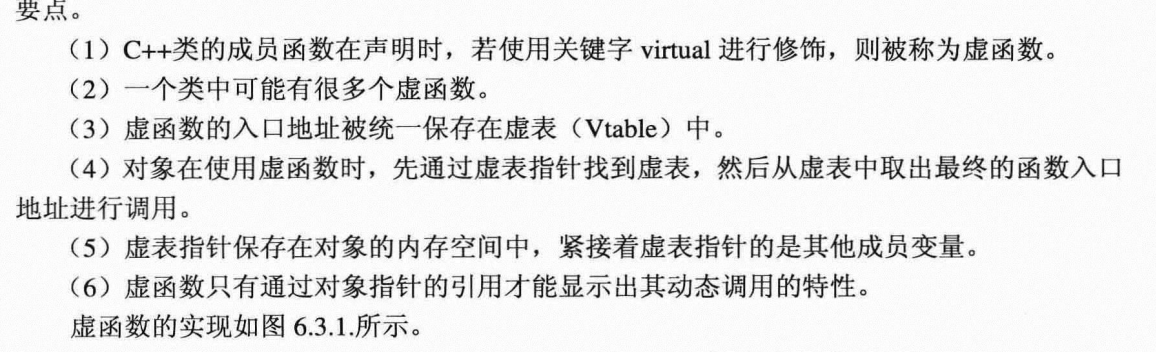 要点。
（1）C++类的成员函数在声明时，若使用关键字 virtual 进行修饰，则被称为虚函数。
（2）一个类中可能有很多个虚函数。
（3）虚函数的入口地址被统一保存在虚表（Vtable）中。
（4）对象在使用虚函数时，先通过虚表指针找到虚表，然后从虚表中取出最终的函数入口
地址进行调用。
（5）虚表指针保存在对象的内存空间中，紧接着虚表指针的是其他成员变量。
（6）虚函数只有通过对象指针的引用才能显示出其动态调用的特性。
虚函数的实现如图 6.3.1.所示。